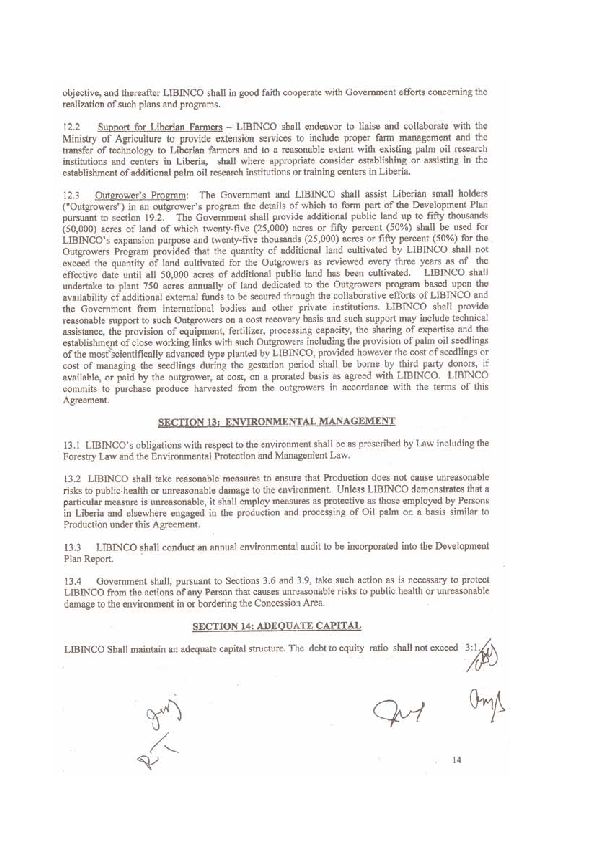 objective, and thereafter LIBINCO shall in good faith cooperate with Government efforts concerning the
realization of such plans and programs.
12.2 Support for Liberian Farmers – LIBINCO shall endeavor to liaise and collaborate with the
Ministry of Agriculture to provide extension services to include proper farm management and the
transfer of technology to Liberian farmers and to a reasonable extent with existing palm oil research
institutions and centers in Liberia, shall where appropriate consider establishing or assisting in the
establishment of additional palm oil research institutions or training centers in Liberia.
12.3 Outgrower's Program: The Government and LIBINCO shall assist Liberian small holders
("Outgrowers") in an outgrower's program the details of which to form part of the Development Plan
pursuant to section 19.2. The Government shall provide additional public land up to fifty thousands
(50,000) acres of land of which twenty-five (25,000) acres or fifty percent (50%) shall be used for
LIBINCO's expansion purpose and twenty-five thousands (25,000) acres or fifty percent (50%) for the
Outgrowers Program provided that the quantity of additional land cultivated by LIBINCO shall not
exceed the quantity of land cultivated for the Outgrowers as reviewed every three years as of the
effective date until all 50,000 acres of additional public land has been cultivated. LIBINCO shall
undertake to plant 750 acres annually of land dedicated to the Outgrowers program based upon the
availability of additional external funds to be secured through the collaborative efforts of LIBINCO and
the Government from international bodies and other private institutions. LIBINCO shall provide
reasonable support to such Outgrowers on a cost recovery basis and such support may include technical
assistance, the provision of equipment, fertilizer, processing capacity, the sharing of expertise and the
establishment of close working links with such Outgrowers including the provision of palm oil seedlings
of the most scientifically advanced type planted by LIBINCO, provided however the cost of seedlings or
cost of managing the seedlings during the gestation period shall be borne by third party donors, if
available, or paid by the outgrower, at cost, on a prorated basis as agreed with LIBINCO. LIBINCO
commits to purchase produce harvested from the outgrowers in accordance with the terms of this
Agreement.
SECTION 13: ENVIRONMENTAL MANAGEMENT
13.1 LIBINCO's obligations with respect to the environment shall be as prescribed by Law including the
Forestry Law and the Environmental Protection and Management Law.
13.2 LIBINCO shall take reasonable measures to ensure that Production does not cause unreasonable
risks to public health or unreasonable damage to the environment. Unless LIBINCO demonstrates that a
particular measure is unreasonable, it shall employ measures as protective as those employed by Persons
in Liberia and elsewhere engaged in the production and processing of Oil palm on a basis similar to
Production under this Agreement.
13.3 LIBINCO shall conduct an annual environmental audit to be incorporated into the Development
Plan Report.
13.4 Government shall, pursuant to Sections 3.6 and 3.9, take such action as is necessary to protect
LIBINCO from the actions of any Person that causes unreasonable risks to public health or unreasonable
damage to the environment in or bordering the Concession Area.
SECTION 14: ADEQUATE CAPITAL
LIBINCO Shall maintain an adequate capital structure. The debt to equity ratio shall not exceed 3:1.
14